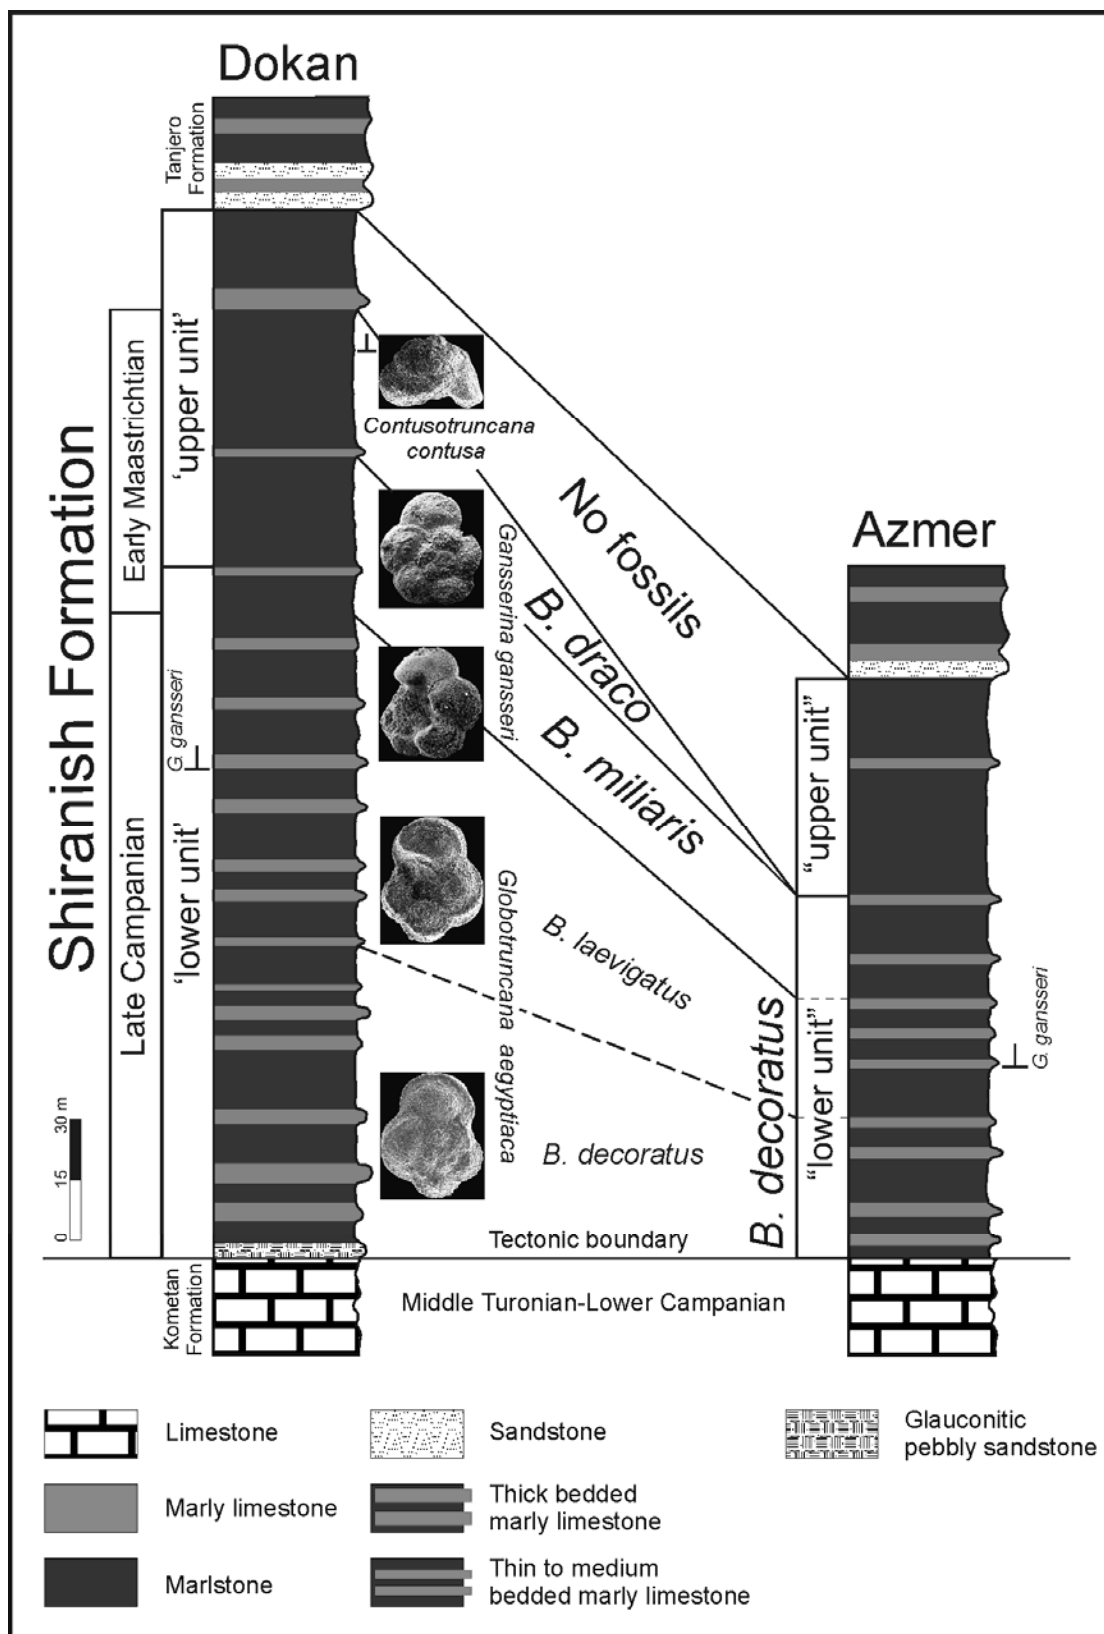 Dokan
Tanjero
Formation
Shiranish Formation
Early Maastrichtian
Late Campanian
'upper unit'
'lower unit'
G. gansseri
Contusotruncana
contusa
Gansserina gansseri
Globotruncana aegyptiaca
No fossils
B. draco
B. miliaris
B. laevigatus
B. decoratus
B. decoratus
Azmer
"upper unit"
"lower unit"
G. gansseri
30 m
15
0
Tectonic boundary
Kometan
Formation
Middle Turonian-Lower Campanian
Limestone
Sandstone
Glauconitic
pebbly sandstone
Marly limestone
Thick bedded
marly limestone
Marlstone
Thin to medium
bedded marly limestone